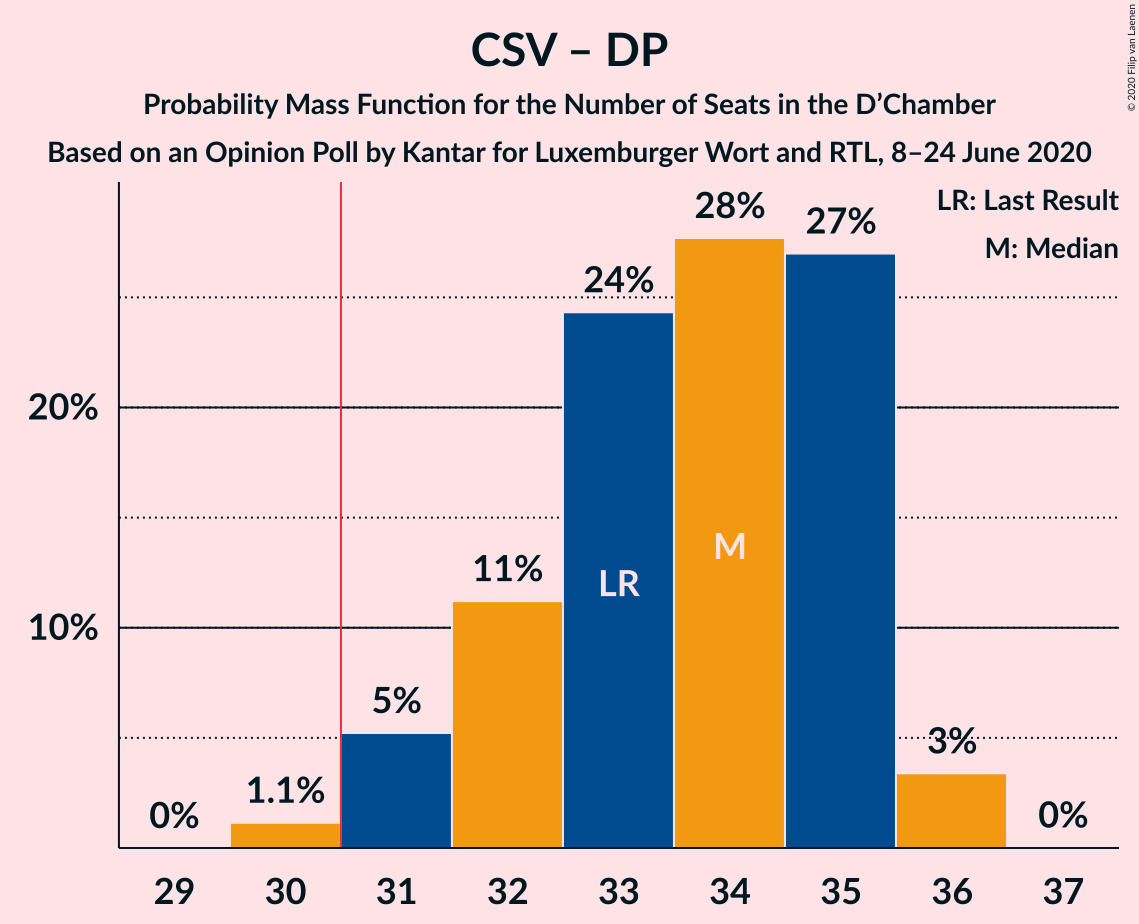 CSV – DP
Probability Mass Function for the Number of Seats in the D’Chamber
Based on an Opinion Poll by Kantar for Luxemburger Wort and RTL, 8–24 June 2020
© 2020 Filip van Laenen
LR: Last Result
M: Median
20%
10%
0%
1.1%
5%
11%
24%
28%
27%
3%
0%
LR
M
29 30 31 32 33 34 35 36 37